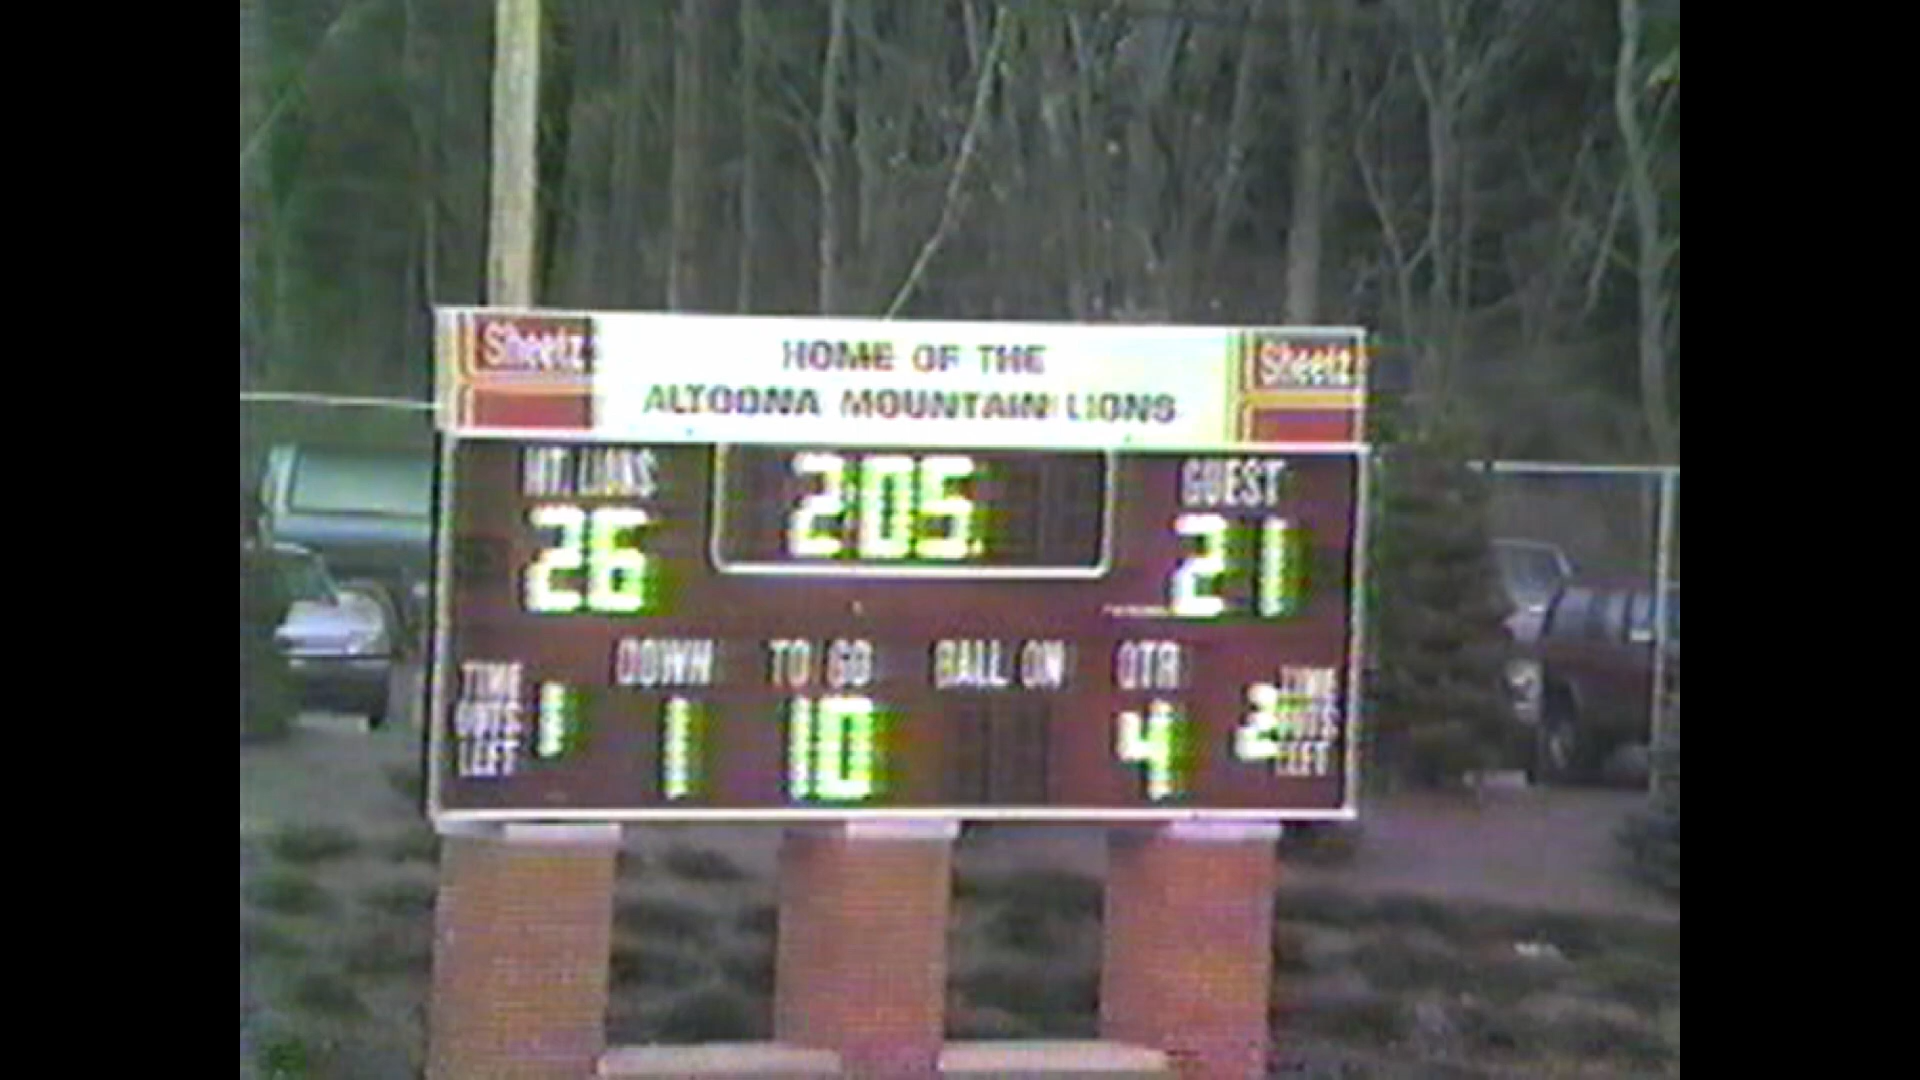 Sheetz
HOME OF THE
ALTOONA MOUNTAIN LIONS
Sheetz
MT. LIONS
2:05
GUEST
26
21
DOWN
TO GO
BALL ON
QTR
TIME
OUTS
LEFT
1
1
10
4
2
TIME
OUTS
LEFT